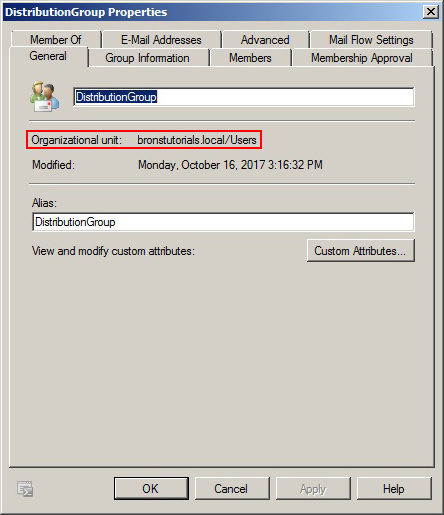 DistributionGroup Properties
Member Of E-Mail Addresses Advanced Mail Flow Settings
General Group Information Members Membership Approval
DistributionGroup
Organizational unit: bronstutorials.local/Users
Modified: Monday, October 16, 2017 3:16:32 PM
Alias:
DistributionGroup
View and modify custom attributes: Custom Attributes...
OK Cancel Apply Help